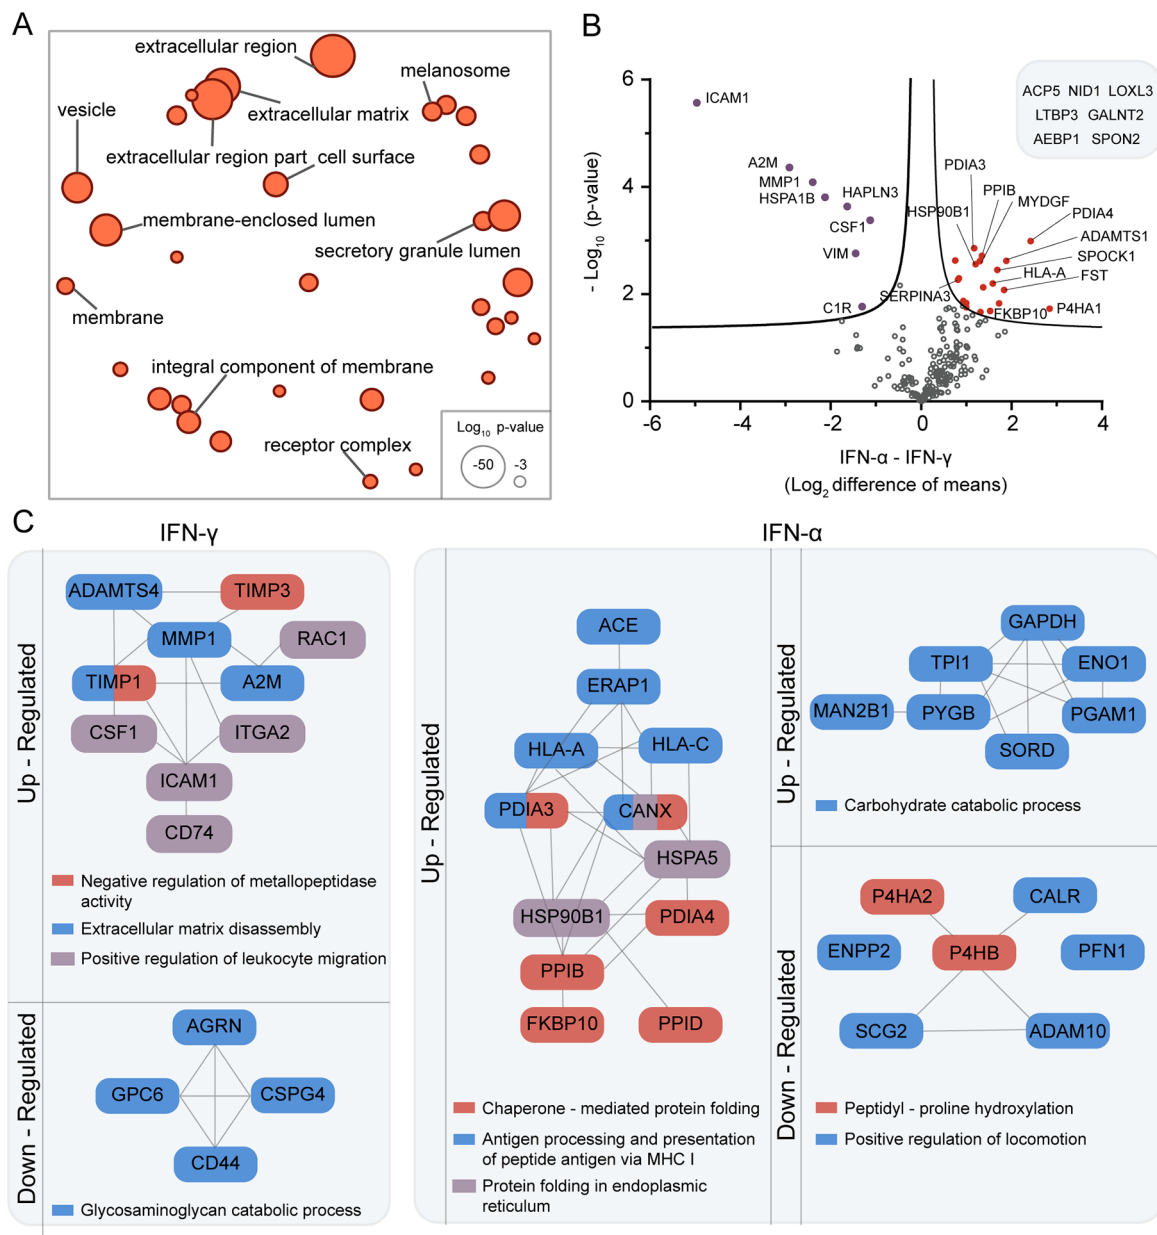 A
extracellular region
melanosome
vesicle
extracellular matrix
extracellular region part
cell surface
membrane-enclosed lumen
secretory granule lumen
membrane
integral component of membrane
receptor complex
Log10 p-value
-50
-3
B
6
4
2
0
- Log10 (p-value)
ICAM1
A2M
MMP1
HSPA1B
HAPLN3
CSF1
VIM
C1R
ACP5 NID1 LOXL3
LTBP3 GALNT2
AEBP1 SPON2
PDIA3
PPIB
MYDGF
HSP90B1
PDIA4
ADAMTS1
SPOCK1
HLA-A
FST
SERPINA3
FKBP10
P4HA1
-6
-4
-2
0
2
4
IFN-α - IFN-γ
(Log2 difference of means)
C
IFN-γ
Up - Regulated
ADAMTS4
TIMP3
MMP1
RAC1
TIMP1
A2M
CSF1
ITGA2
ICAM1
CD74
Negative regulation of metallopeptidase
activity
Extracellular matrix disassembly
Positive regulation of leukocyte migration
Down - Regulated
AGRN
GPC6
CSPG4
CD44
Glycosaminoglycan catabolic process
IFN-α
Up - Regulated
ACE
ERAP1
HLA-A
HLA-C
PDIA3
CANX
HSPA5
HSP90B1
PDIA4
PPIB
FKBP10
PPID
Chaperone - mediated protein folding
Antigen processing and presentation
of peptide antigen via MHC I
Protein folding in endoplasmic
reticulum
Up - Regulated
GAPDH
TPI1
ENO1
MAN2B1
PYGB
PGAM1
SORD
Carbohydrate catabolic process
Down - Regulated
P4HA2
CALR
ENPP2
P4HB
PFN1
SCG2
ADAM10
Peptidyl - proline hydroxylation
Positive regulation of locomotion